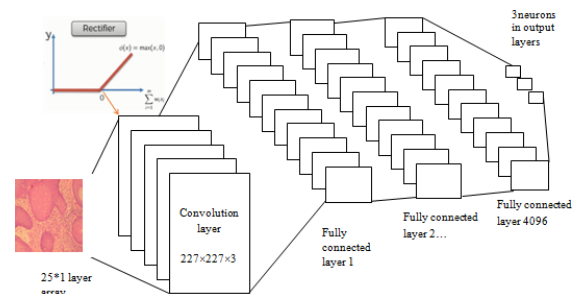 Rectifier
y
ϕ(x) = max(x, 0)
0
3neurons
in output
layers
Convolution
layer
227×227×3
Fully
connected
layer 1
Fully connected
layer 2...
Fully connected
layer 4096
25*1 layer
array